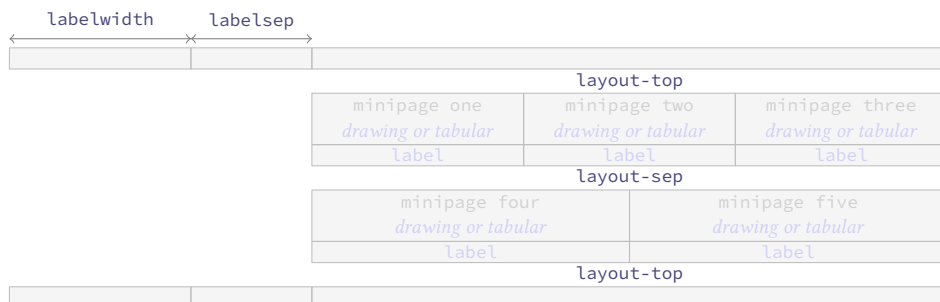 labelwidth labelsep
layout-top
minipage one minipage two minipage three
drawing or tabular drawing or tabular drawing or tabular
label label label
layout-sep
minipage four minipage five
drawing or tabular drawing or tabular
label label
layout-top